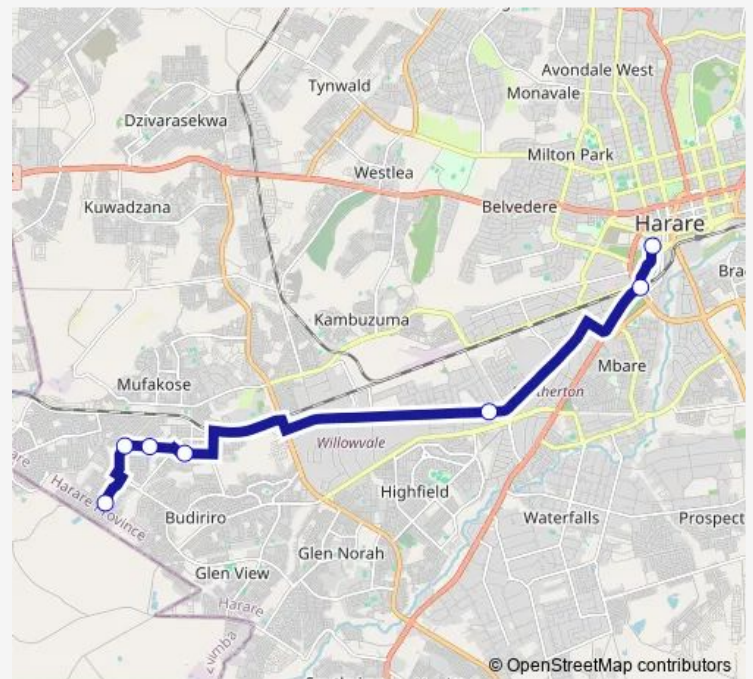 Tynwald
Avondale West
Monavale
Dzivarasekwa
Milton Park
Westlea
Kuwadzana
Belvedere
Harare
Bra
Kambuzuma
Mbare
Mufakose
therton
Willowvale
Highfield
Harare Province
Budiriro
Waterfalls
Prospect
Glen Norah
Glen View
Harare
Zvimba
© OpenStreetMap contributors